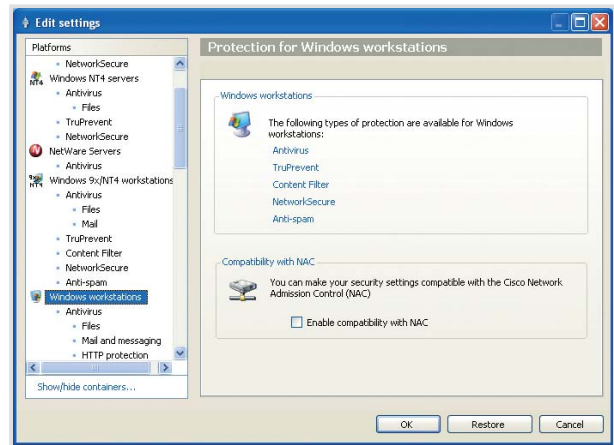 Edit settings
Platforms
NetworkSecure
NT4
Windows NT4 servers
Antivirus
Files
TruPrevent
NetworkSecure
NetWare Servers
Antivirus
9x/
NT4
Windows 9x/NT4 workstations
Antivirus
Files
Mail
TruPrevent
Content Filter
NetworkSecure
Anti-spam
Windows workstations
Antivirus
Files
Mail and messaging
HTTP protection
Show/hide containers...
Protection for Windows workstations
Windows workstations
The following types of protection are available for Windows
workstations:
Antivirus
TruPrevent
Content Filter
NetworkSecure
Anti-spam
Compatibility with NAC
You can make your security settings compatible with the Cisco Network
Admission Control (NAC)
Enable compatibility with NAC
OK
Restore
Cancel